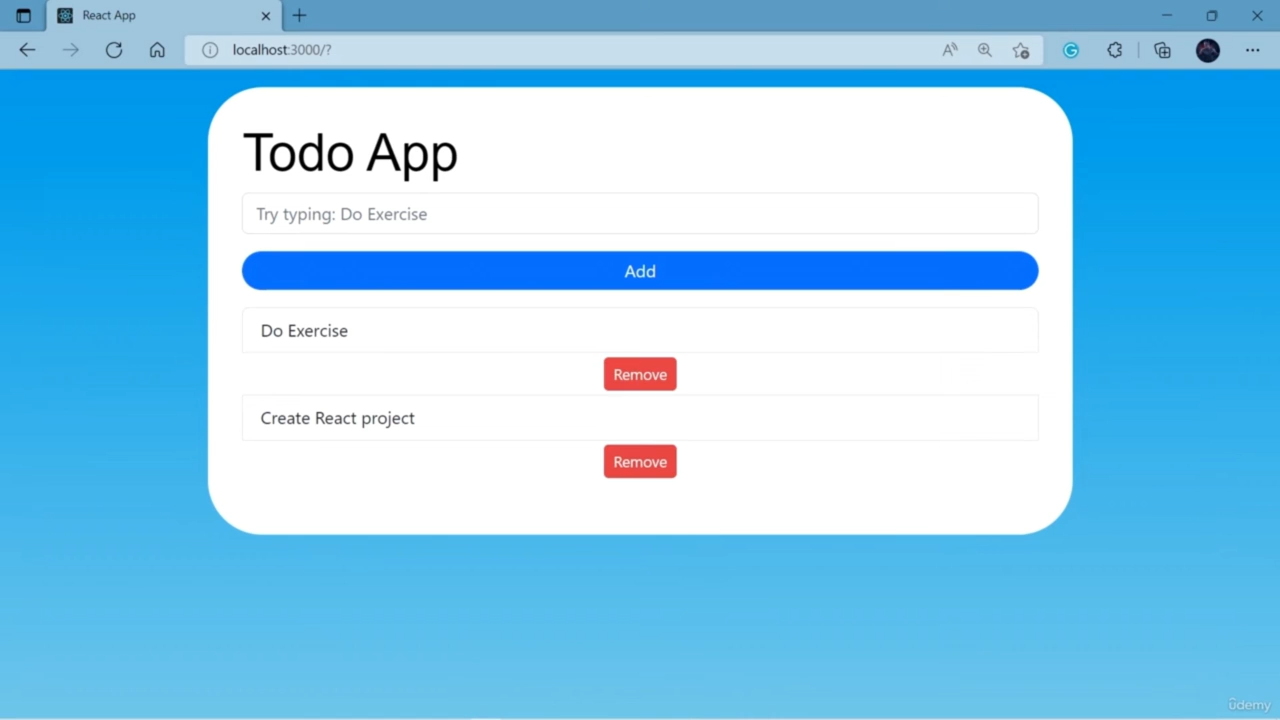 React App
localhost:3000/?
Todo App
Try typing: Do Exercise
Add
Do Exercise
Remove
Create React project
Remove
ûdemy